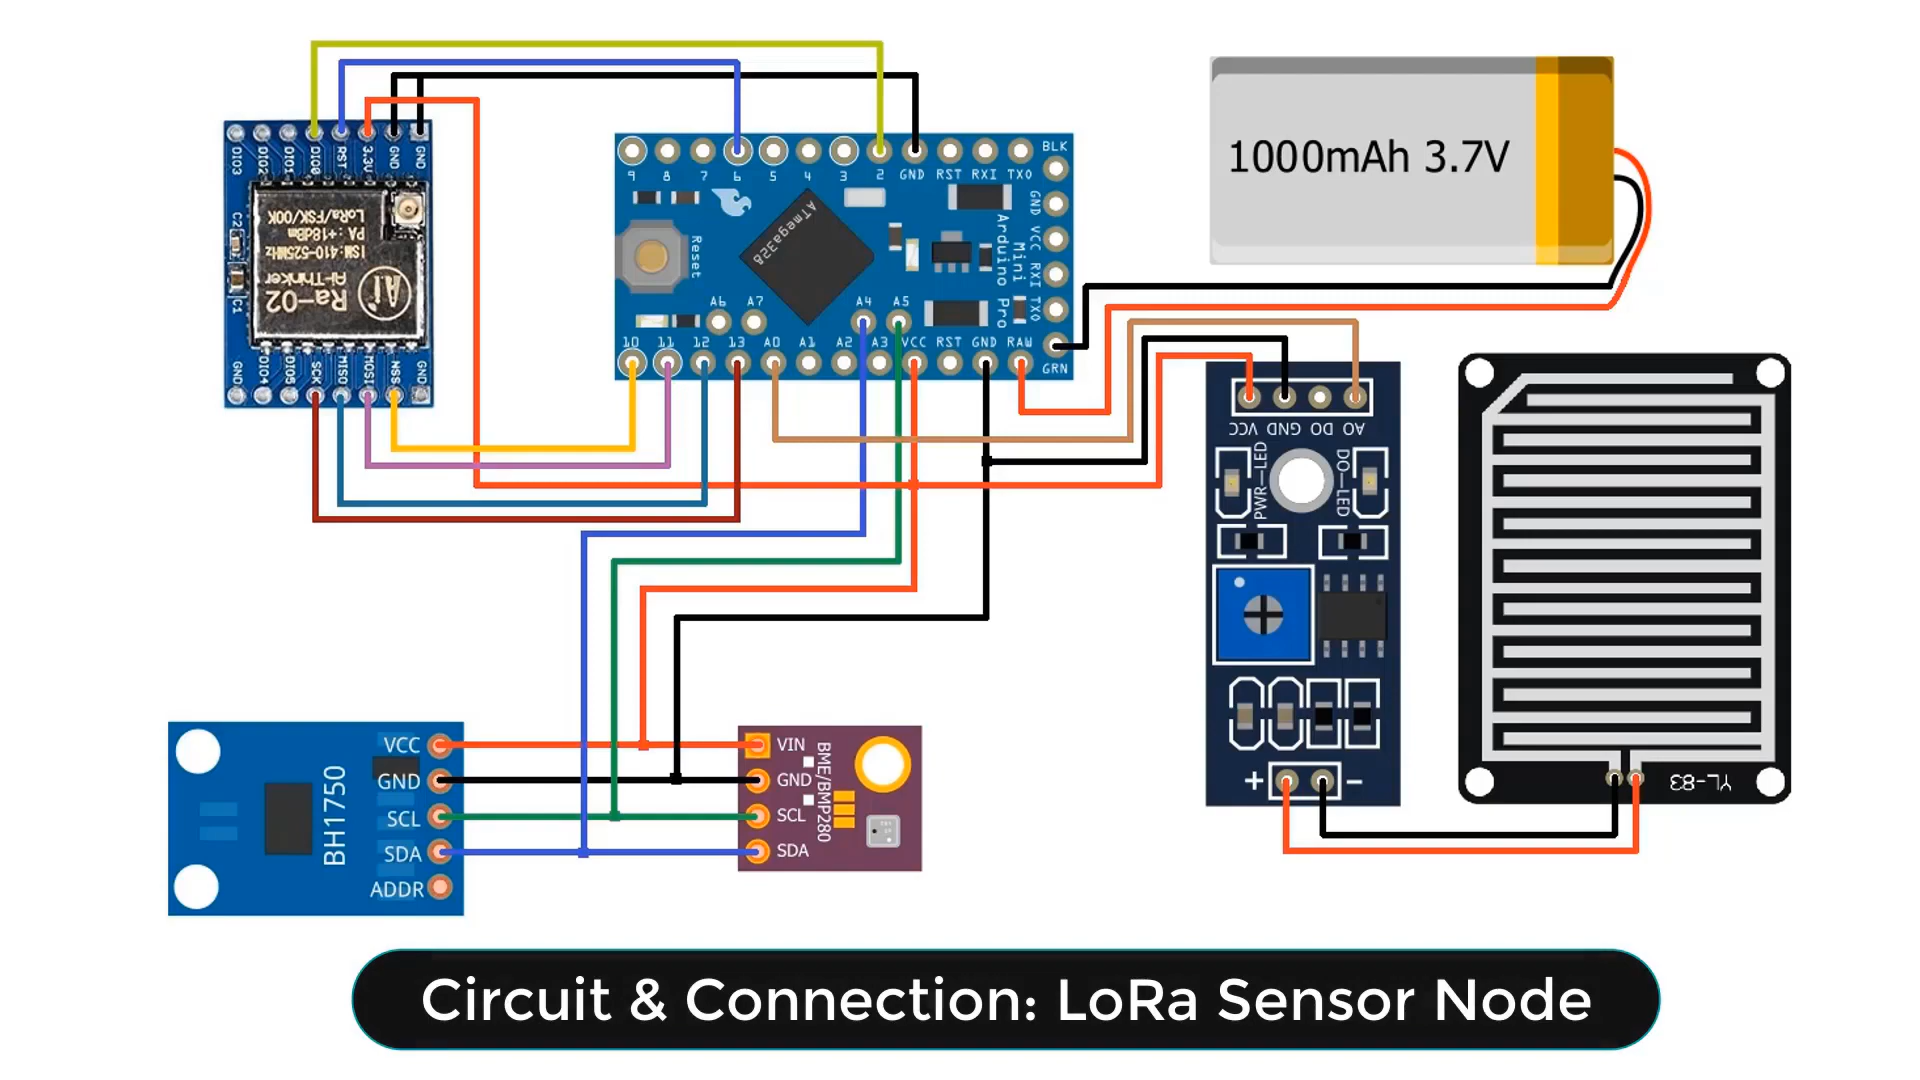 DIO3
DIO2
DIO1
DIO0
RST
3.3V
GND
GND
C2
C1
LoRa/FSK/OOK
PA : +18dBm
ISM:410-525MHz
Ai-Thinker
Ra-02
Ai
GND
DIO4
DIO5
SCK
MISO
MOSI
NSS
GND
9 8 7 6 5 4 3 2 GND RST RXI TXO
BLK
GND
VCC
RXI
TXO
GRN
Reset
ATmega328
Arduino
Mini
Pro
A6 A7 A4 A5
10 11 12 13 A0 A1 A2 A3 VCC RST GND RAW
1000mAh 3.7V
VCC GND DO AO
PWR-LED
DO-LED
+ -
YL-83
VCC
GND
SCL
SDA
ADDR
BH1750
VIN
GND
SCL
SDA
BME/BMP280
Circuit & Connection: LoRa Sensor Node